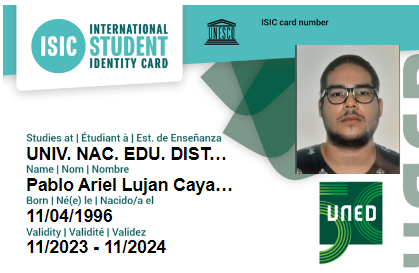 ISIC
INTERNATIONAL
STUDENT
IDENTITY CARD
UNESCO
ISIC card number
Studies at | Étudiant à | Est. de Enseñanza
UNIV. NAC. EDU. DIST...
Name | Nom | Nombre
Pablo Ariel Lujan Caya...
Born | Né(e) le | Nacido/a el
11/04/1996
Validity | Validité | Validez
11/2023 - 11/2024
UNED